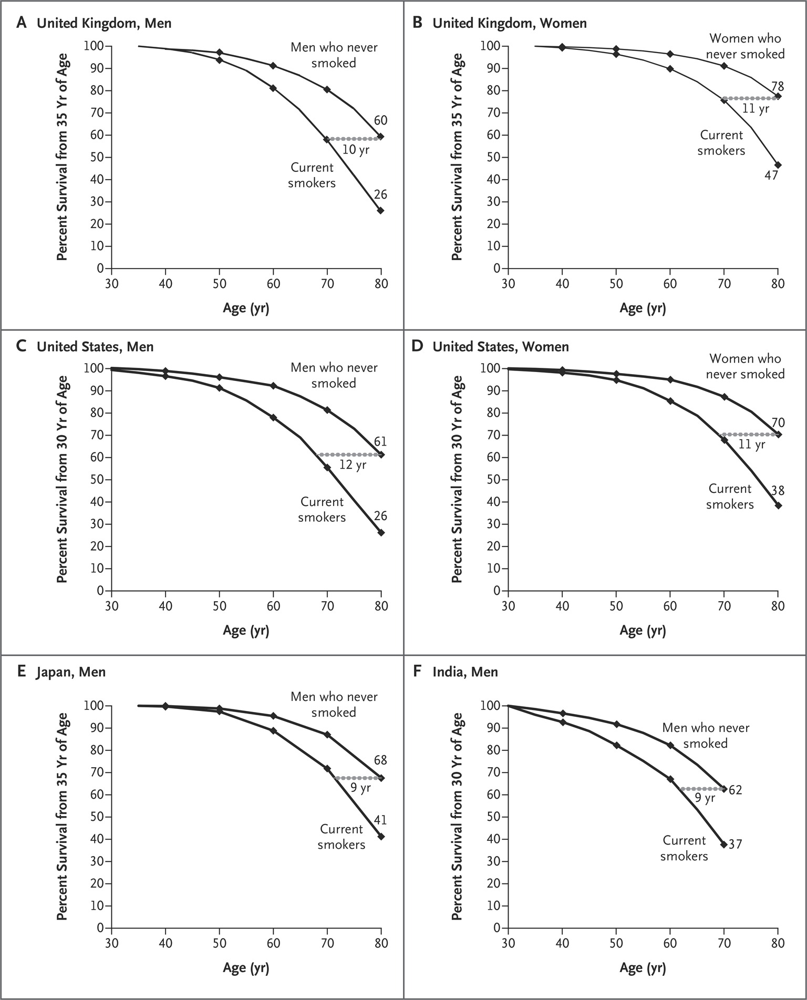 A United Kingdom, Men
Percent Survival from 35 Yr of Age
100
90
80
70
60
50
40
30
20
10
0
Men who never
smoked
60
10 yr
Current
smokers
26
30 40 50 60 70 80
Age (yr)
B United Kingdom, Women
Percent Survival from 35 Yr of Age
100
90
80
70
60
50
40
30
20
10
0
Women who
never smoked
78
11 yr
Current
smokers
47
30 40 50 60 70 80
Age (yr)
C United States, Men
Percent Survival from 30 Yr of Age
100
90
80
70
60
50
40
30
20
10
0
Men who never
smoked
61
12 yr
Current
smokers
26
30 40 50 60 70 80
Age (yr)
D United States, Women
Percent Survival from 30 Yr of Age
100
90
80
70
60
50
40
30
20
10
0
Women who
never smoked
70
11 yr
Current
smokers
38
30 40 50 60 70 80
Age (yr)
E Japan, Men
Percent Survival from 35 Yr of Age
100
90
80
70
60
50
40
30
20
10
0
Men who never
smoked
68
9 yr
41
Current
smokers
30 40 50 60 70 80
Age (yr)
F India, Men
Percent Survival from 30 Yr of Age
100
90
80
70
60
50
40
30
20
10
0
Men who never
smoked
62
9 yr
Current
smokers
37
30 40 50 60 70 80
Age (yr)